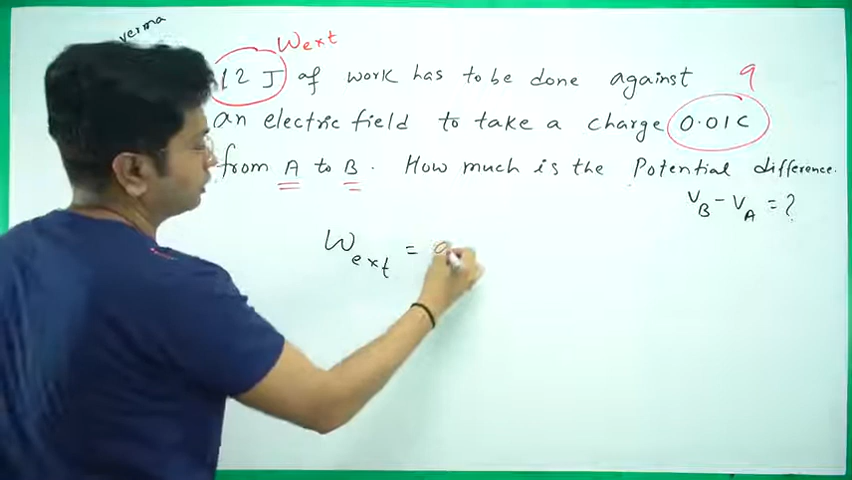 verma
Wext
12 J of work has to be done against q
an electric field to take a charge 0.01C
from A to B. How much is the Potential difference.
VB - VA = ?
Wext = q